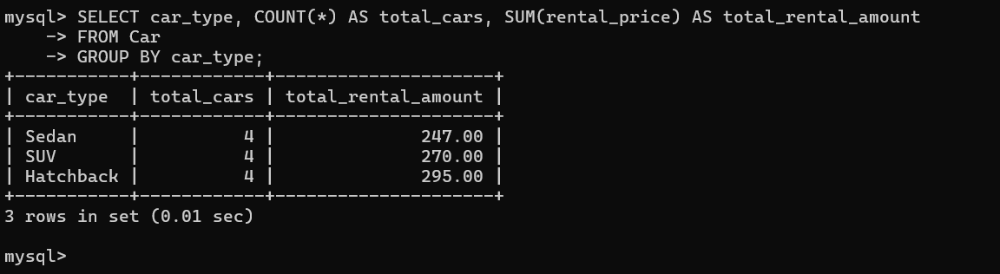 mysql> SELECT car_type, COUNT(*) AS total_cars, SUM(rental_price) AS total_rental_amount
    -> FROM Car
    -> GROUP BY car_type;
+-----------+------------+---------------------+
| car_type  | total_cars | total_rental_amount |
+-----------+------------+---------------------+
| Sedan     |          4 |              247.00 |
| SUV       |          4 |              270.00 |
| Hatchback |          4 |              295.00 |
+-----------+------------+---------------------+
3 rows in set (0.01 sec)

mysql>